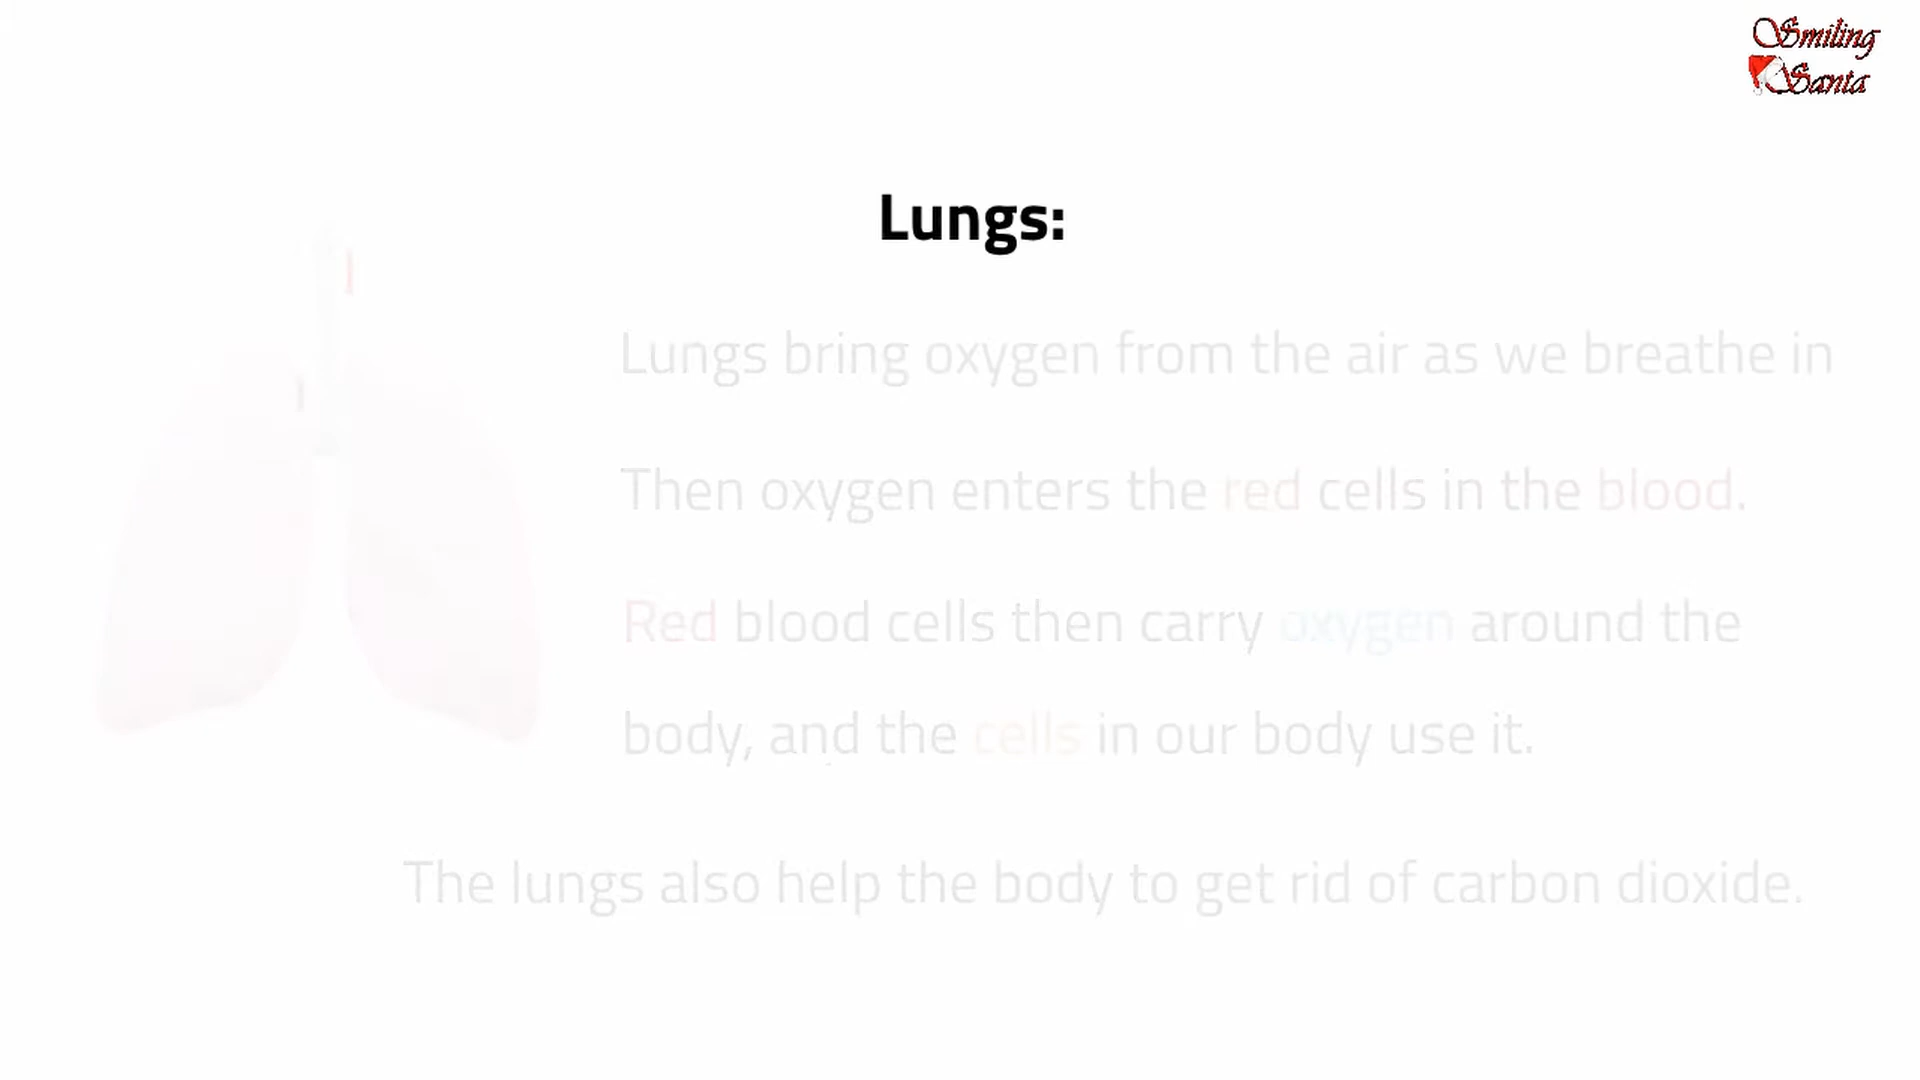 Smiling
Santa
Lungs:
Lungs bring oxygen from the air as we breathe in
Then oxygen enters the red cells in the blood.
Red blood cells then carry oxygen around the
body, and the cells in our body use it.
The lungs also help the body to get rid of carbon dioxide.